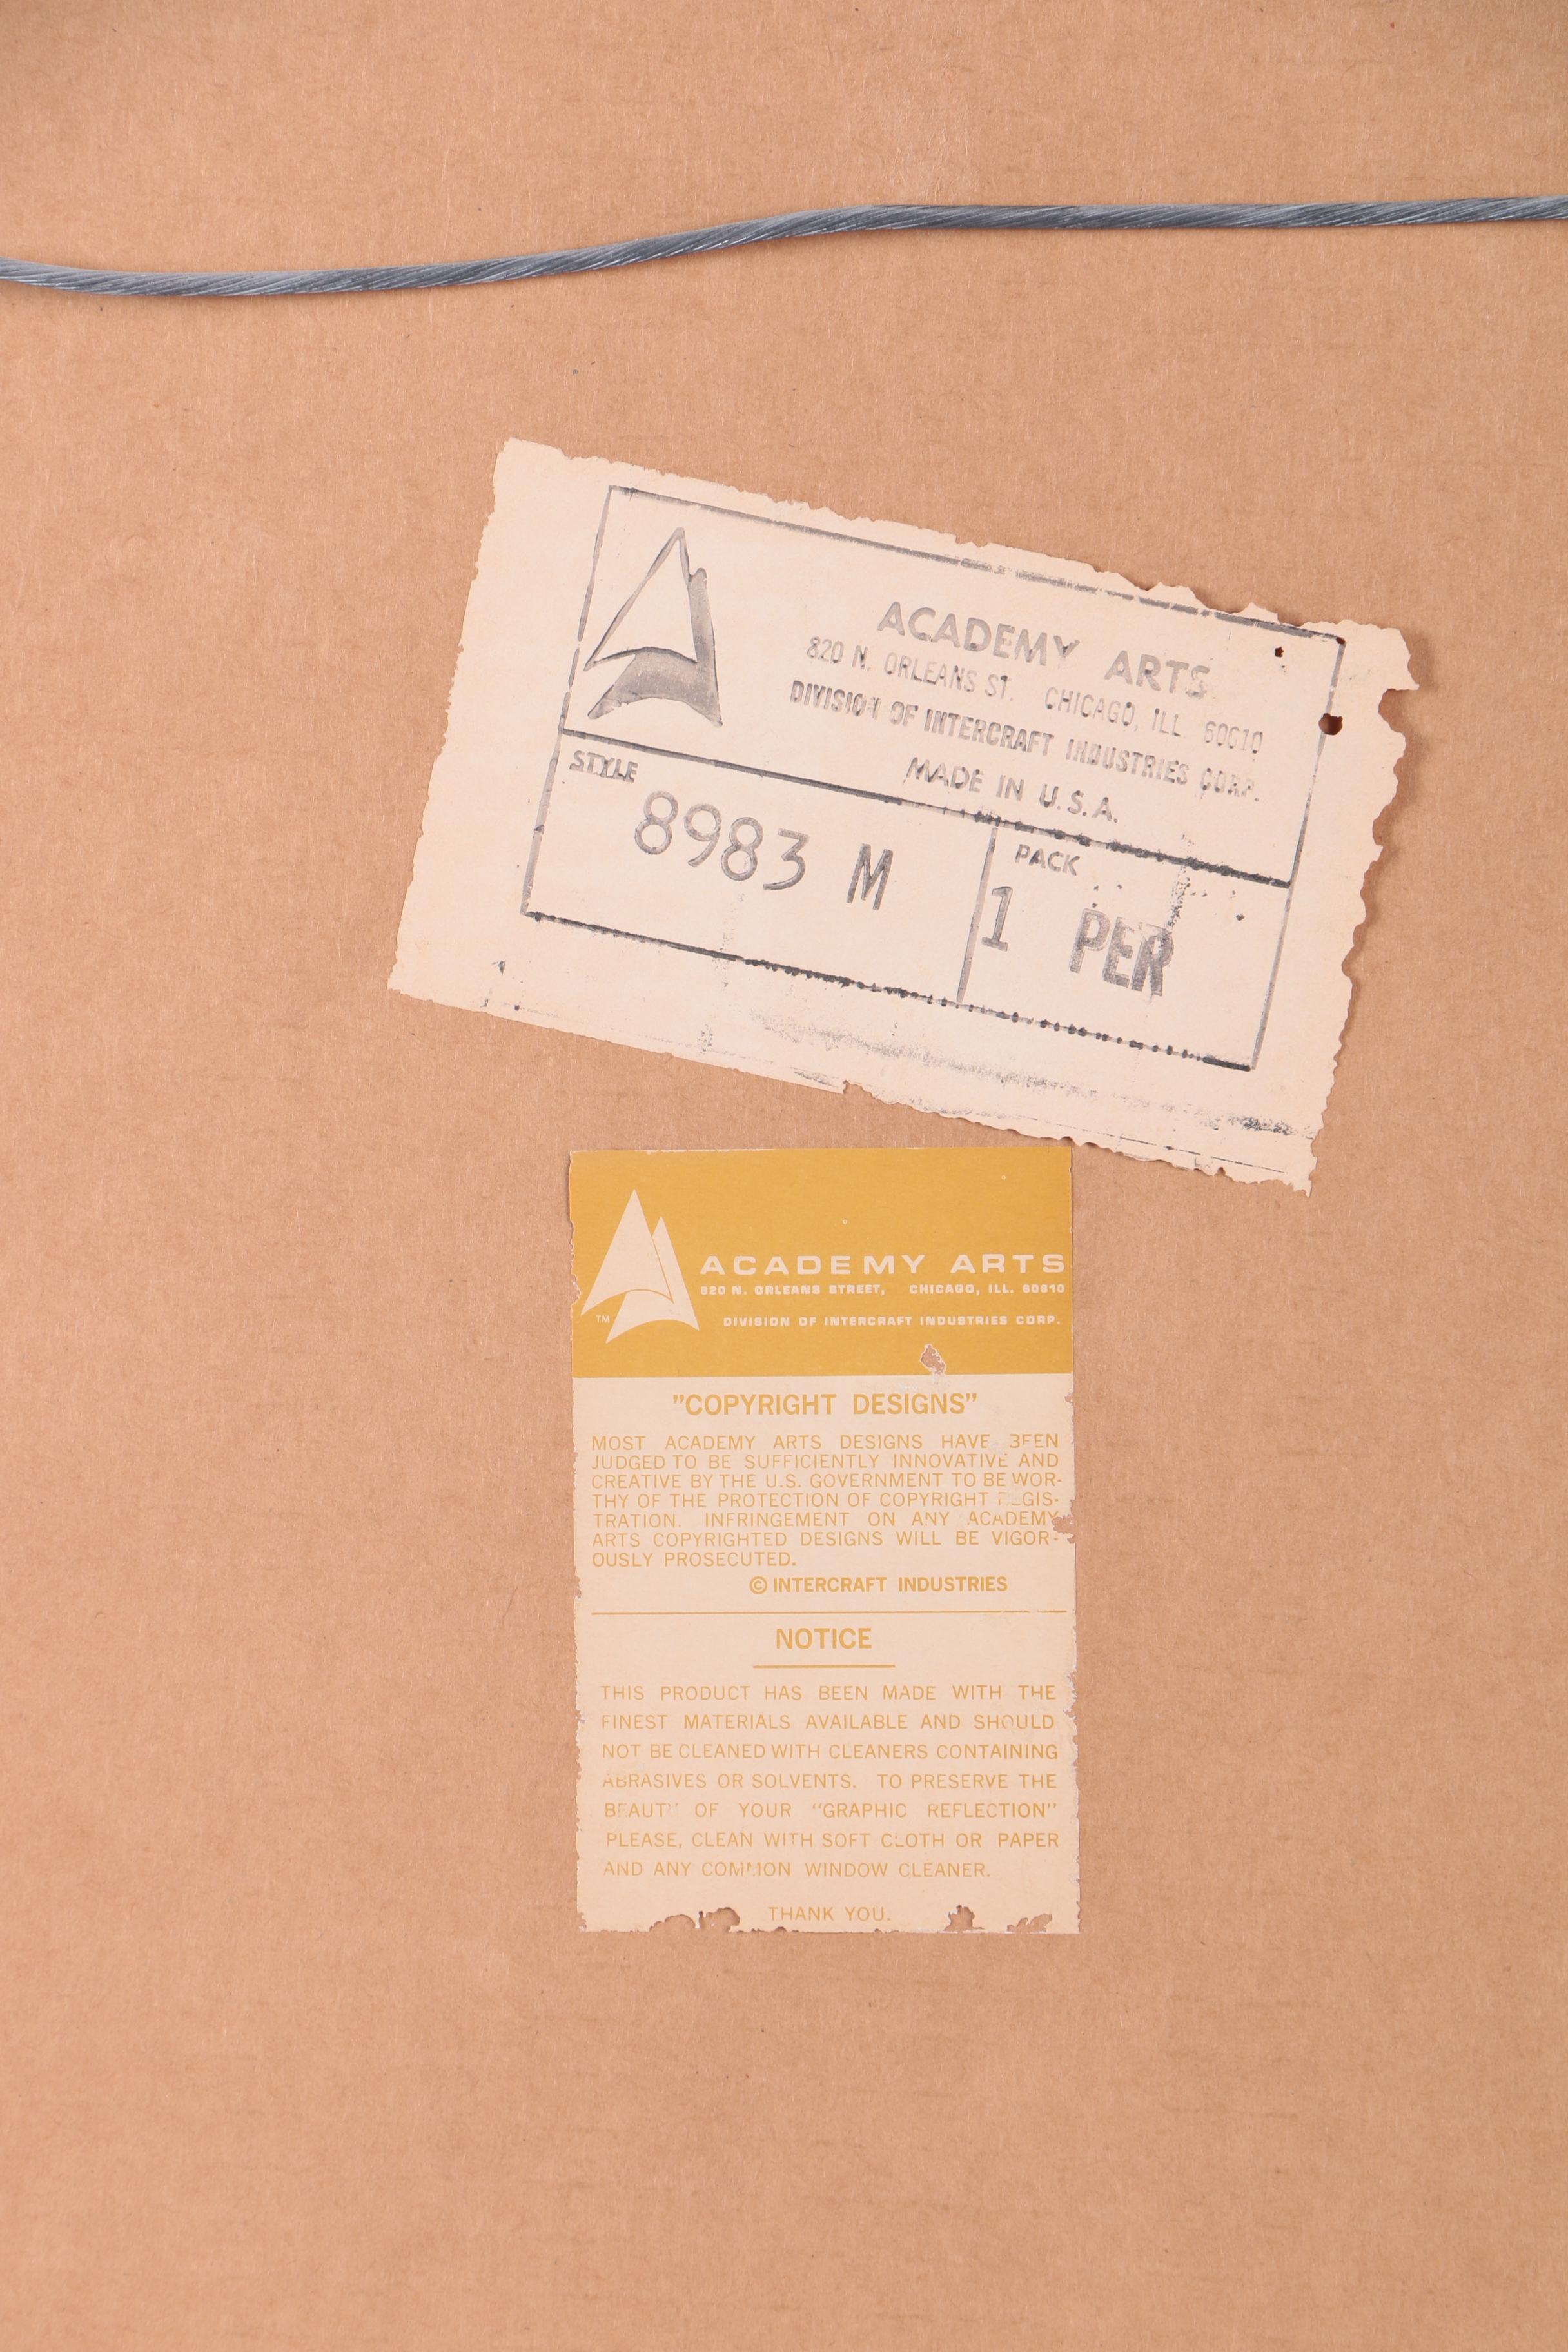 ACADEMY ARTS
820 N. ORLEANS ST. CHICAGO, ILL 60610
DIVISION OF INTERCRAFT INDUSTRIES CORP.
MADE IN U.S.A.
STYLE
8983 M
PACK
1 PER
ACADEMY ARTS
820 N. ORLEANS STREET, CHICAGO, ILL. 60610
TM
DIVISION OF INTERCRAFT INDUSTRIES CORP.
"COPYRIGHT DESIGNS"
MOST ACADEMY ARTS DESIGNS HAVE BEEN
JUDGED TO BE SUFFICIENTLY INNOVATIVE AND
CREATIVE BY THE U.S. GOVERNMENT TO BE WOR-
THY OF THE PROTECTION OF COPYRIGHT REGIS-
TRATION. INFRINGEMENT ON ANY ACADEMY
ARTS COPYRIGHTED DESIGNS WILL BE VIGOR-
OUSLY PROSECUTED.
© INTERCRAFT INDUSTRIES
NOTICE
THIS PRODUCT HAS BEEN MADE WITH THE
FINEST MATERIALS AVAILABLE AND SHOULD
NOT BE CLEANED WITH CLEANERS CONTAINING
ABRASIVES OR SOLVENTS. TO PRESERVE THE
BEAUTY OF YOUR "GRAPHIC REFLECTION"
PLEASE, CLEAN WITH SOFT CLOTH OR PAPER
AND ANY COMMON WINDOW CLEANER.
THANK YOU.